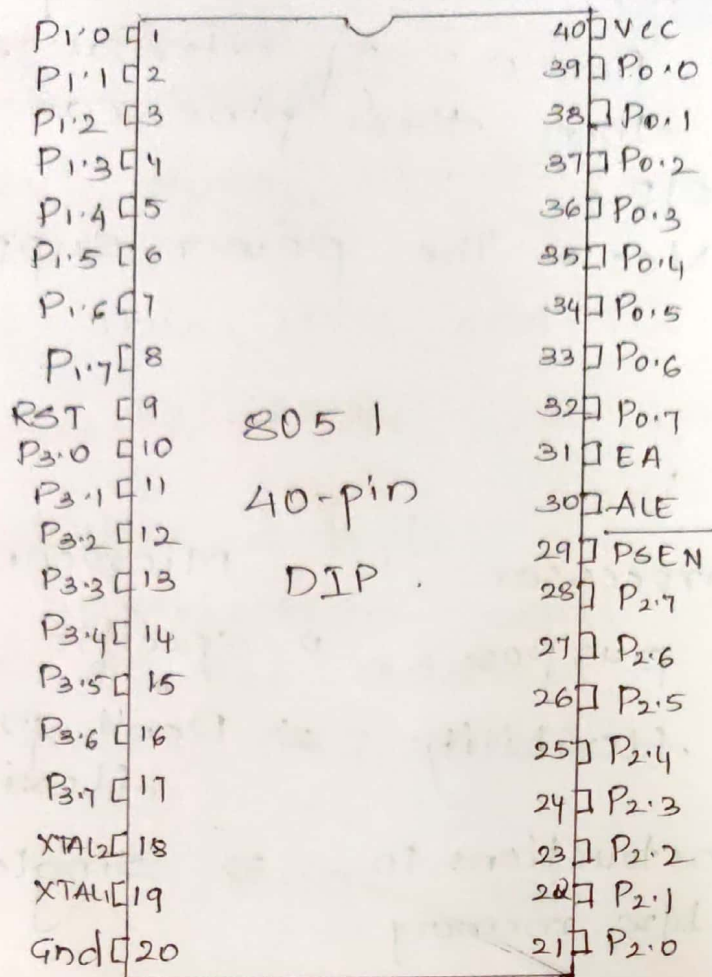 P1.0 1 40 VCC
P1.1 2 39 P0.0
P1.2 3 38 P0.1
P1.3 4 37 P0.2
P1.4 5 36 P0.3
P1.5 6 35 P0.4
P1.6 7 34 P0.5
P1.7 8 33 P0.6
RST 9 32 P0.7
P3.0 10 31 EA
P3.1 11 30 ALE
P3.2 12 29 PSEN
P3.3 13 28 P2.7
P3.4 14 27 P2.6
P3.5 15 26 P2.5
P3.6 16 25 P2.4
P3.7 17 24 P2.3
XTAL2 18 23 P2.2
XTAL1 19 22 P2.1
Gnd 20 21 P2.0
8051
40-pin
DIP.